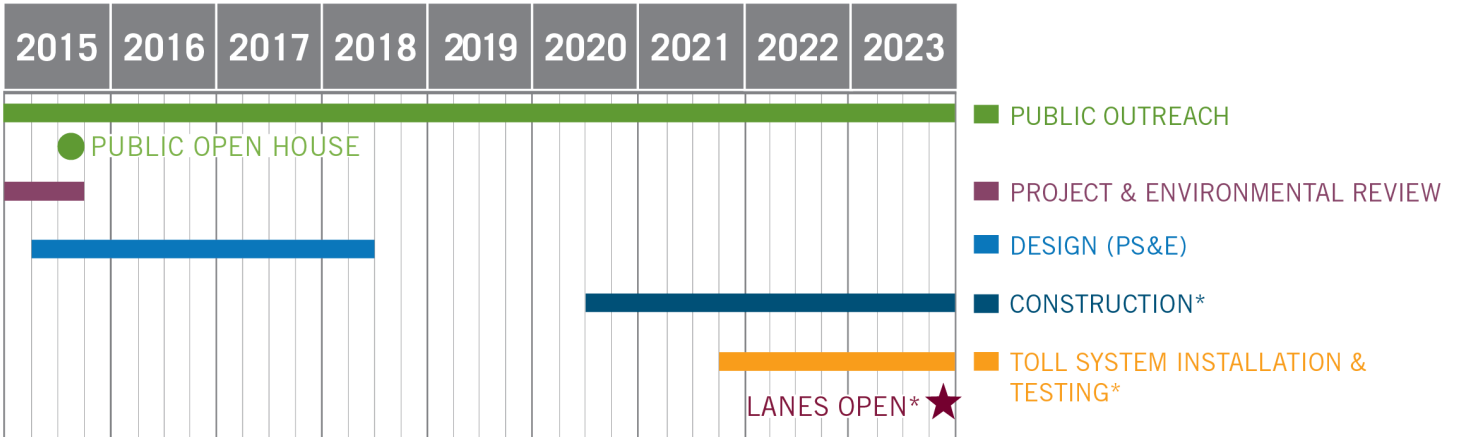 2015 2016 2017 2018 2019 2020 2021 2022 2023
PUBLIC OUTREACH
PUBLIC OPEN HOUSE
PROJECT & ENVIRONMENTAL REVIEW
DESIGN (PS&E)
CONSTRUCTION*
TOLL SYSTEM INSTALLATION &
TESTING*
LANES OPEN*